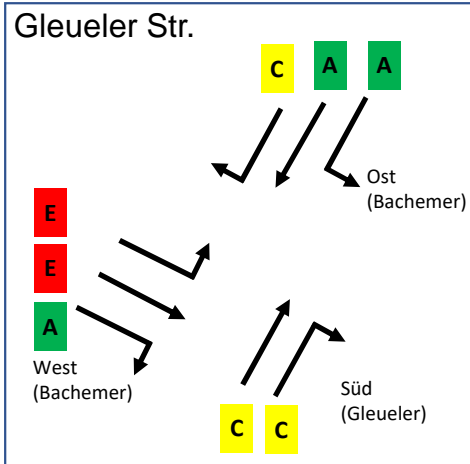 Gleueler Str.
C A A
Ost
(Bachemer)
E
E
A
West
(Bachemer)
Süd
(Gleueler)
C C